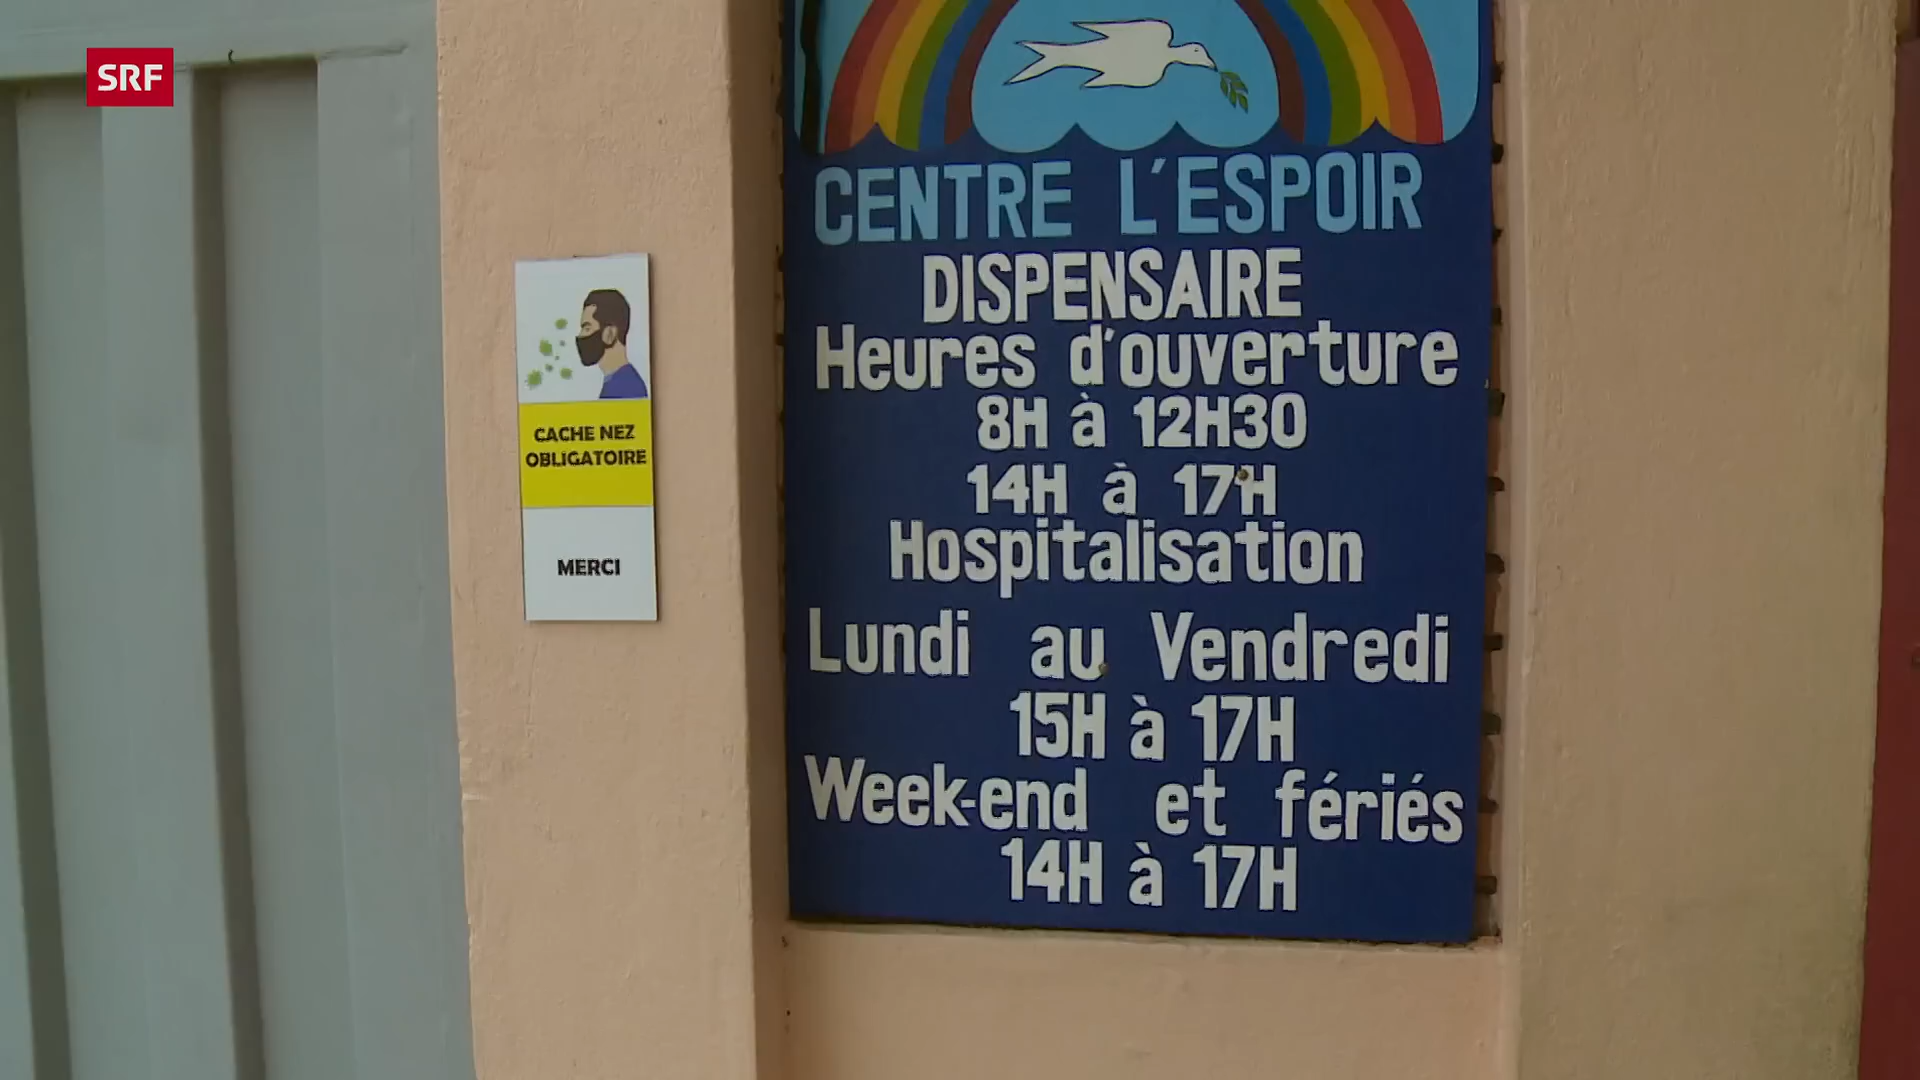 SRF
CENTRE L'ESPOIR
DISPENSAIRE
Heures d'ouverture
8H à 12H30
14H à 17H
Hospitalisation
Lundi au Vendredi
15H à 17H
Week-end et fériés
14H à 17H
CACHE NEZ
OBLIGATOIRE
MERCI